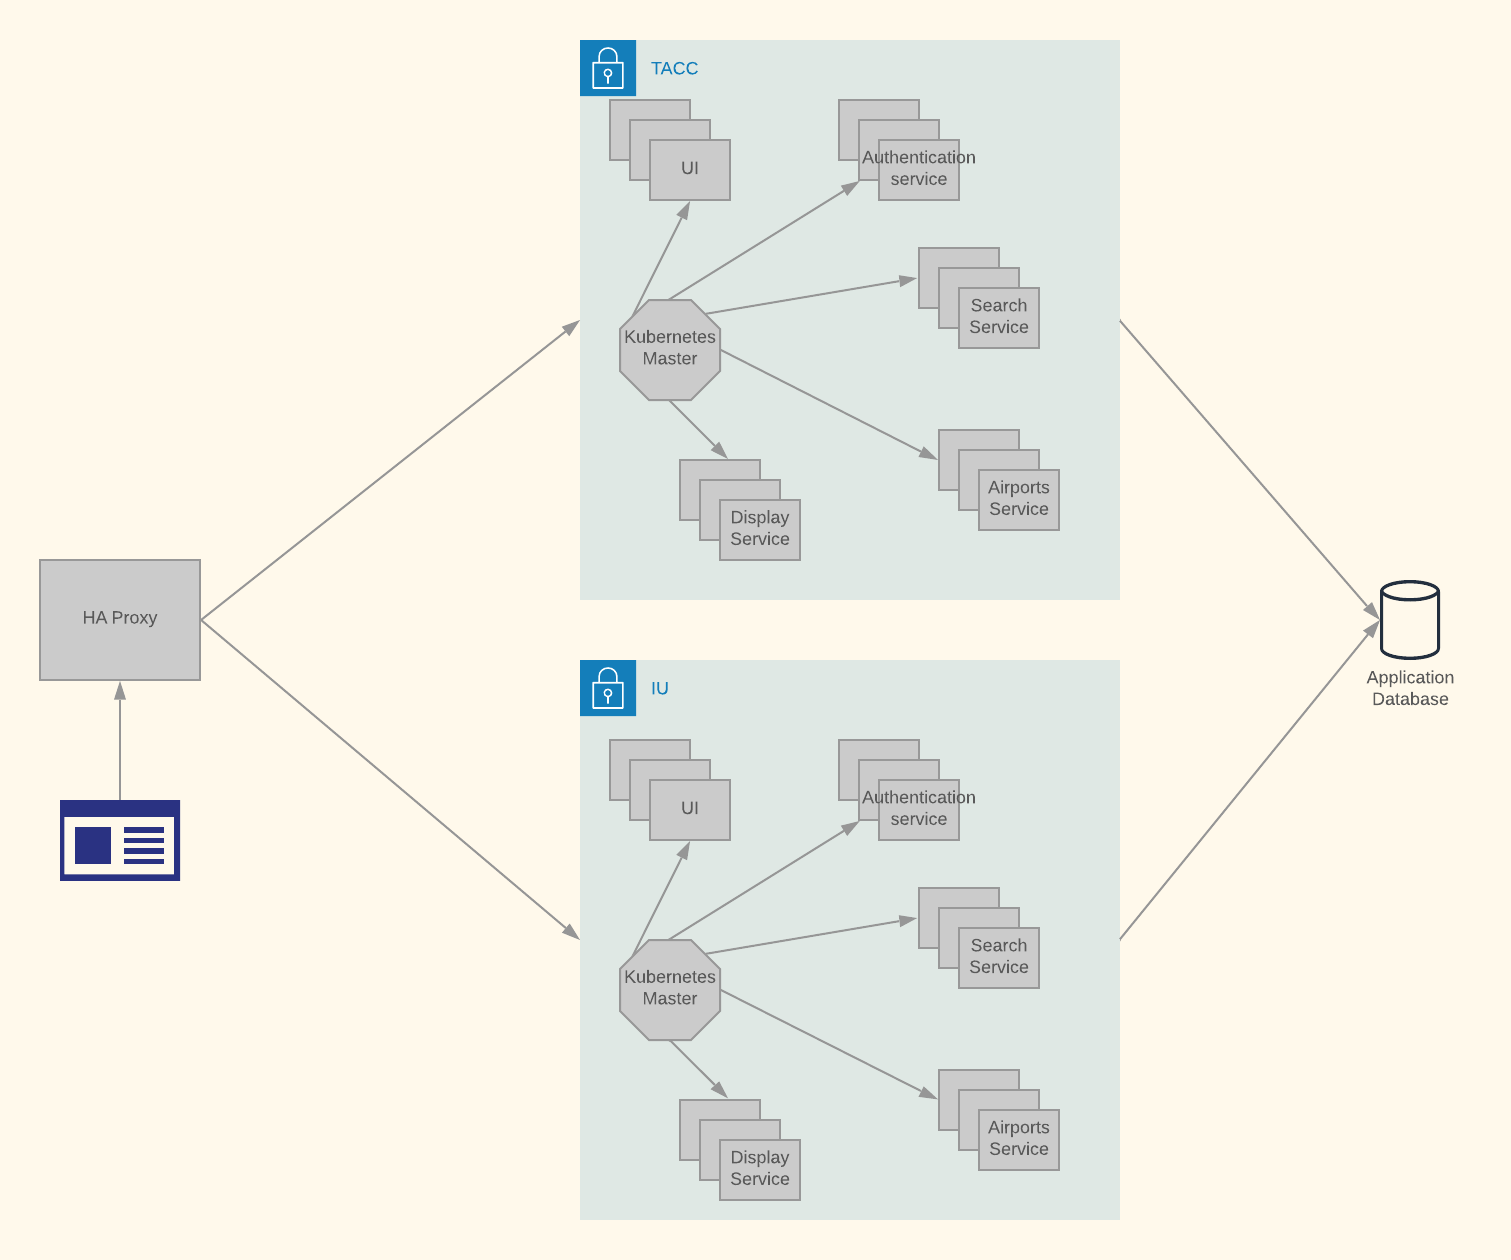 TACC
UI
Authentication
service
Search
Service
Kubernetes
Master
Airports
Service
Display
Service
HA Proxy
Application
Database
IU
UI
Authentication
service
Search
Service
Kubernetes
Master
Airports
Service
Display
Service